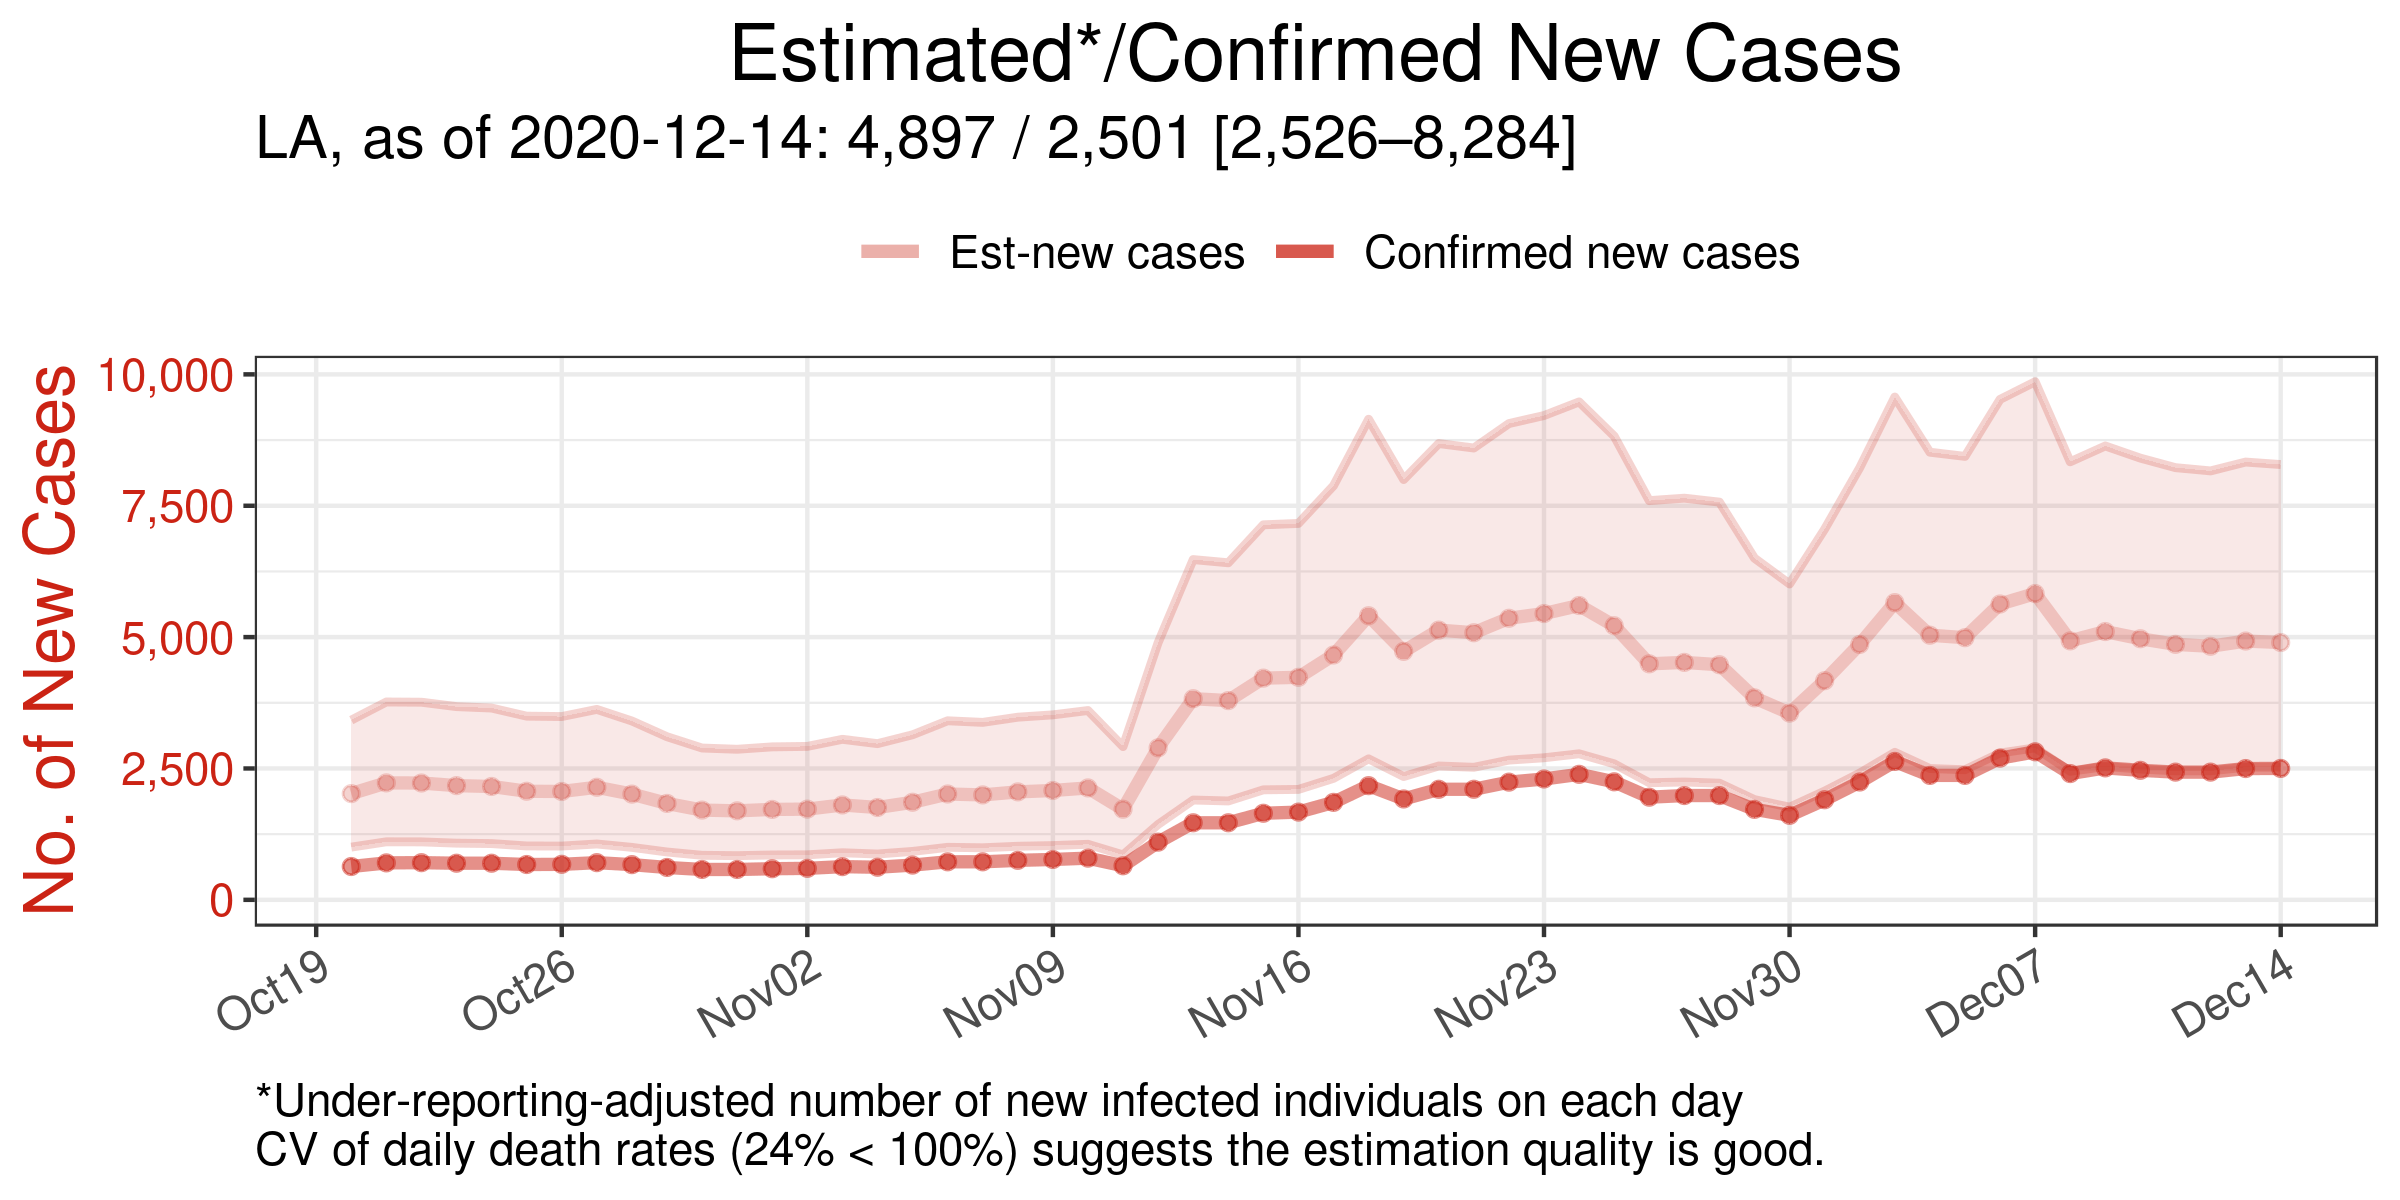 Estimated*/Confirmed New Cases
LA, as of 2020-12-14: 4,897 / 2,501 [2,526–8,284]
Est-new cases Confirmed new cases
No. of New Cases
10,000
7,500
5,000
2,500
0
Oct19 Oct26 Nov02 Nov09 Nov16 Nov23 Nov30 Dec07 Dec14
*Under-reporting-adjusted number of new infected individuals on each day
CV of daily death rates (24% < 100%) suggests the estimation quality is good.